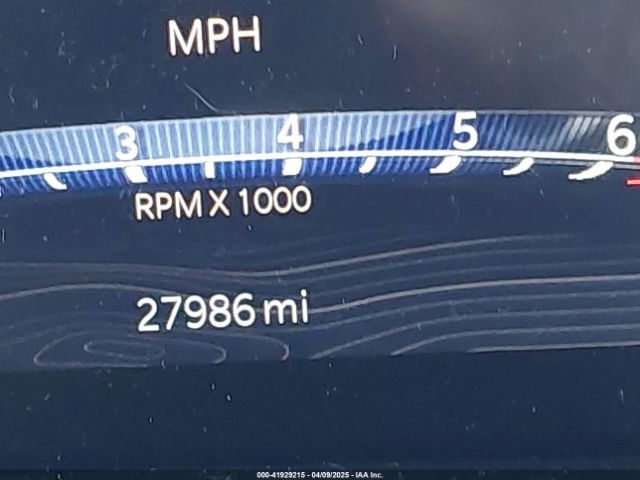 MPH
3 4 5 6
RPM X 1000
27986 mi
000-41929215 - 04/09/2025 - IAA Inc.